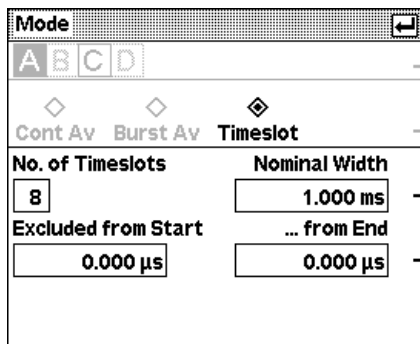 Mode
A B C D
Cont Av Burst Av Timeslot
No. of Timeslots Nominal Width
8 1.000 ms
Excluded from Start ... from End
0.000 µs 0.000 µs